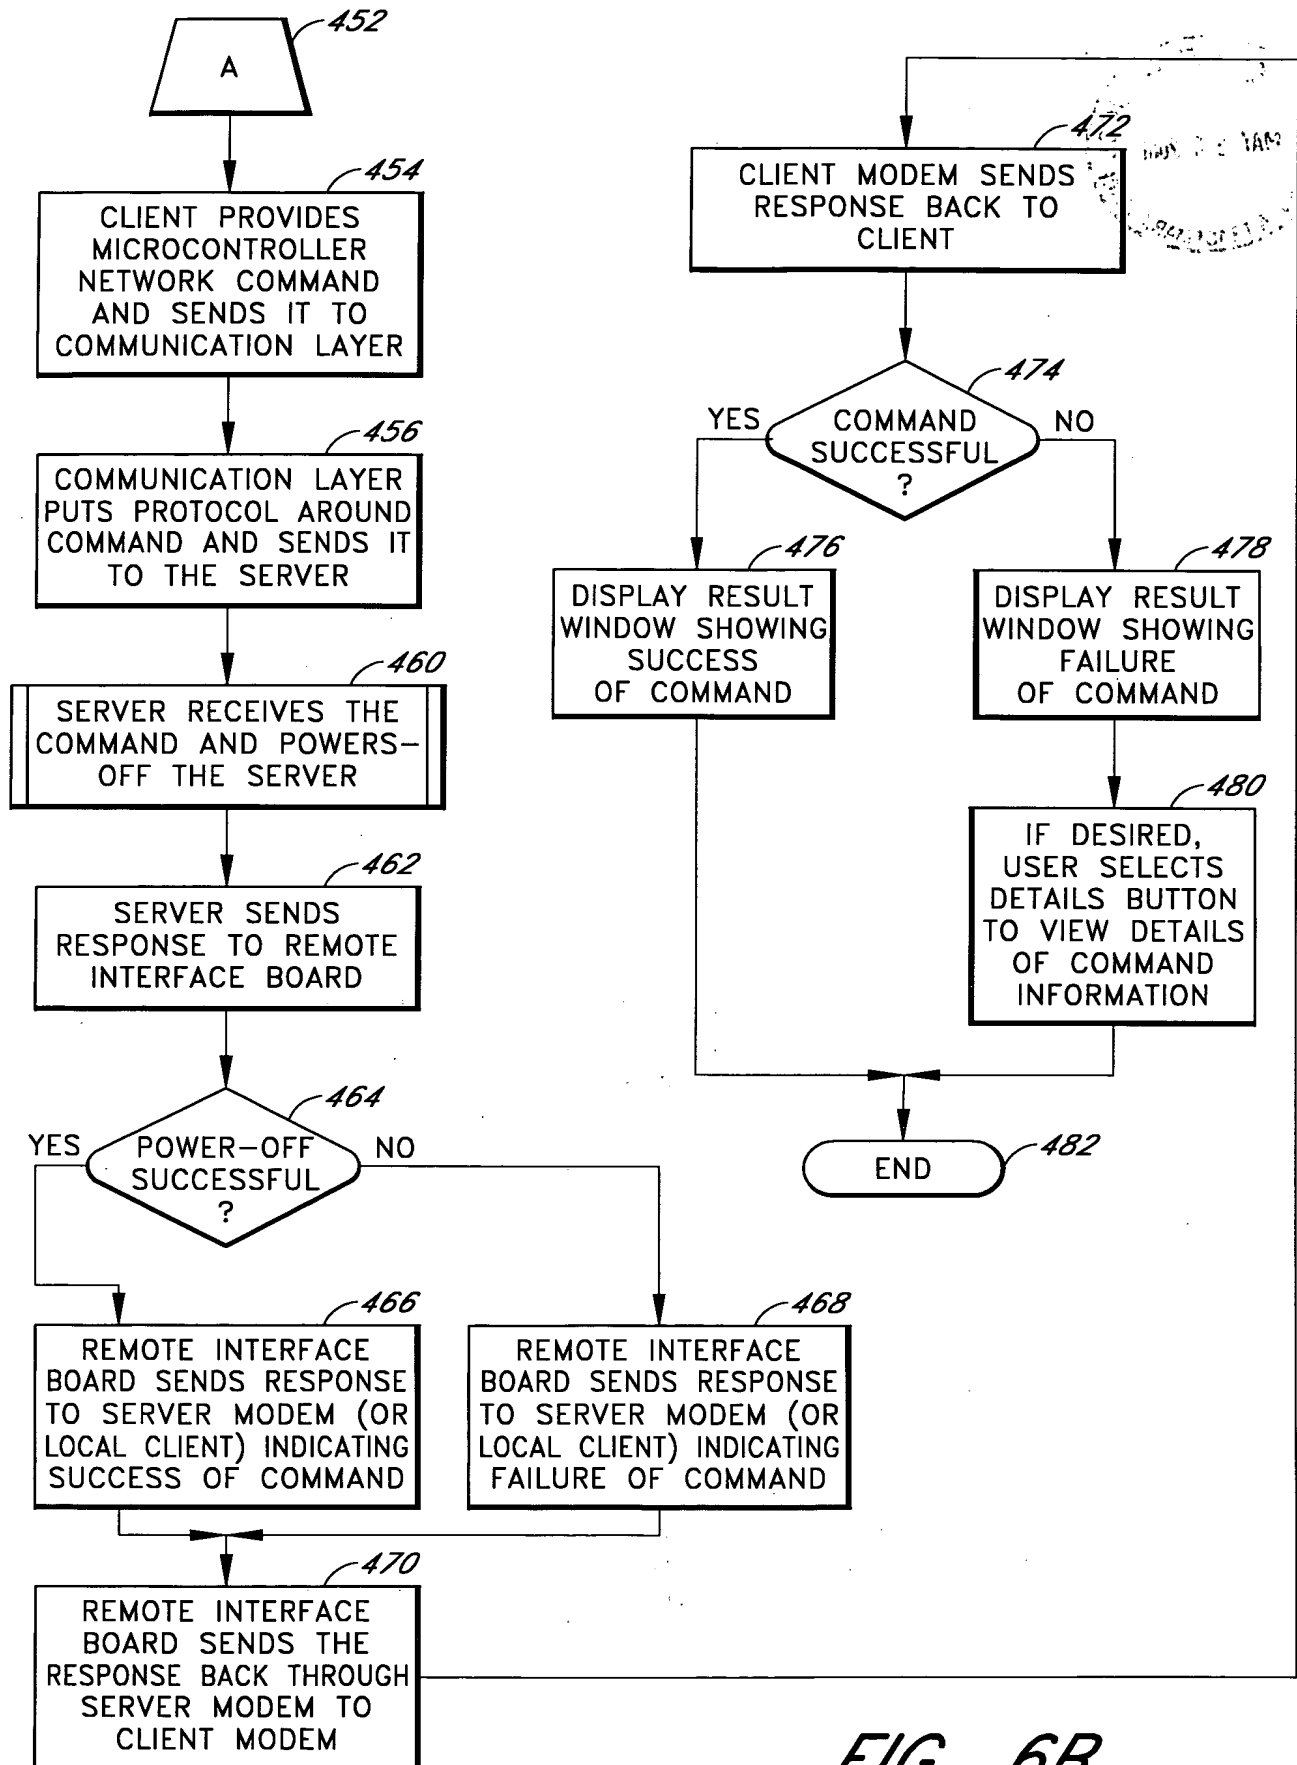 452
A
454
CLIENT PROVIDES
MICROCONTROLLER
NETWORK COMMAND
AND SENDS IT TO
COMMUNICATION LAYER
456
COMMUNICATION LAYER
PUTS PROTOCOL AROUND
COMMAND AND SENDS IT
TO THE SERVER
460
SERVER RECEIVES THE
COMMAND AND POWERS-
OFF THE SERVER
462
SERVER SENDS
RESPONSE TO REMOTE
INTERFACE BOARD
464
YES
POWER-OFF
SUCCESSFUL
?
NO
466
REMOTE INTERFACE
BOARD SENDS RESPONSE
TO SERVER MODEM (OR
LOCAL CLIENT) INDICATING
SUCCESS OF COMMAND
468
REMOTE INTERFACE
BOARD SENDS RESPONSE
TO SERVER MODEM (OR
LOCAL CLIENT) INDICATING
FAILURE OF COMMAND
470
REMOTE INTERFACE
BOARD SENDS THE
RESPONSE BACK THROUGH
SERVER MODEM TO
CLIENT MODEM
472
CLIENT MODEM SENDS
RESPONSE BACK TO
CLIENT
474
YES
COMMAND
SUCCESSFUL
?
NO
476
DISPLAY RESULT
WINDOW SHOWING
SUCCESS
OF COMMAND
478
DISPLAY RESULT
WINDOW SHOWING
FAILURE
OF COMMAND
480
IF DESIRED,
USER SELECTS
DETAILS BUTTON
TO VIEW DETAILS
OF COMMAND
INFORMATION
END
482
FIG. 6B